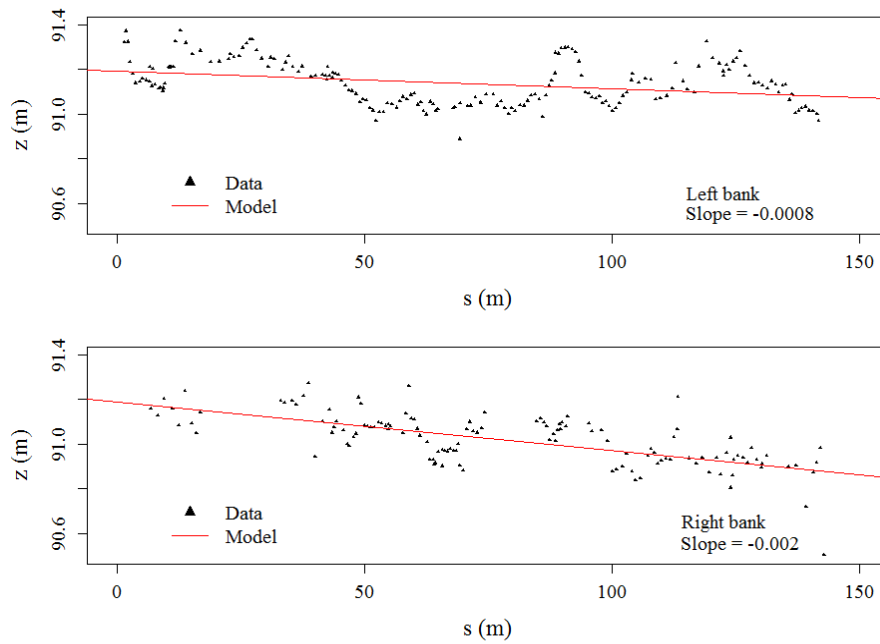 91.4
91.0
90.6
z (m)
Data
Model
Left bank
Slope = -0.0008
0
50
100
150
s (m)
91.4
91.0
90.6
z (m)
Data
Model
Right bank
Slope = -0.002
0
50
100
150
s (m)